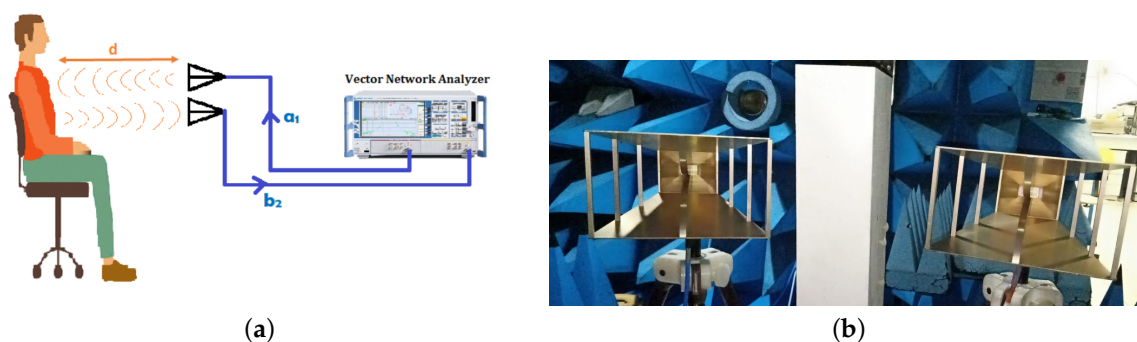 d
Vector Network Analyzer
a₁
b₂
(a)
(b)